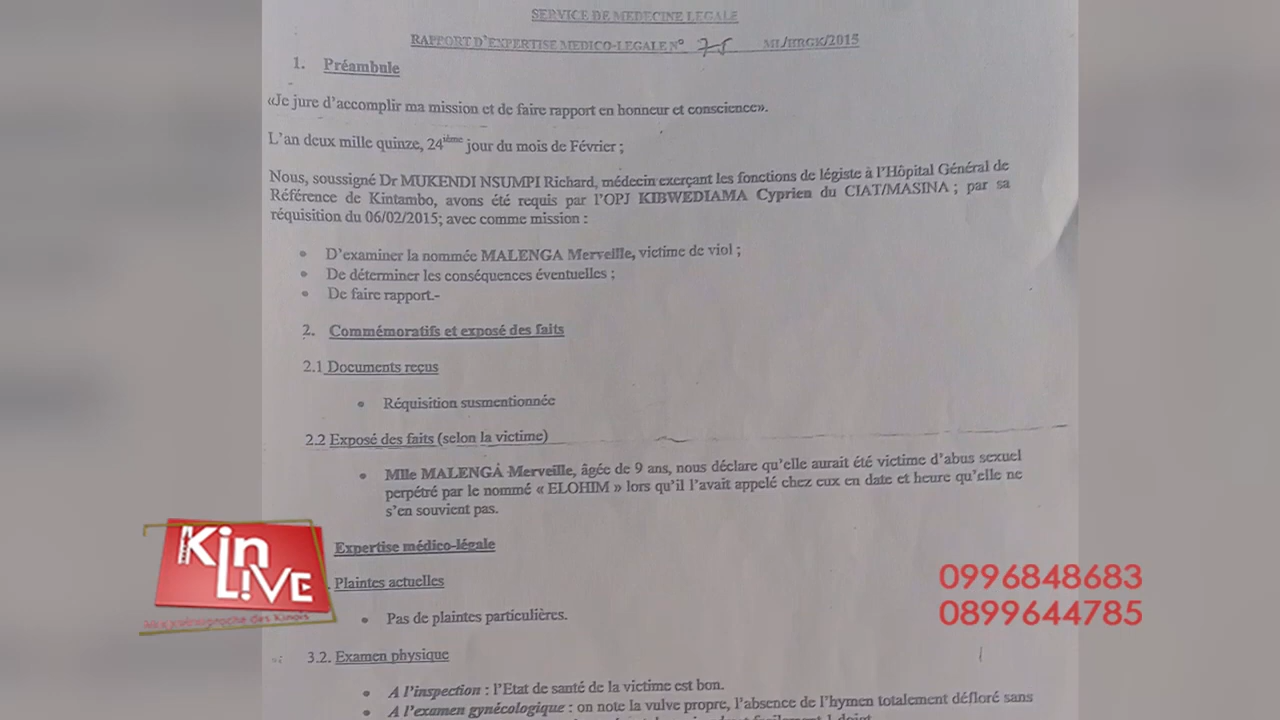 SERVICE DE MEDECINE LEGALE
RAPPORT D'EXPERTISE MEDICO-LEGALE N° 75 ML/HRGK/2015
1. Préambule
«Je jure d'accomplir ma mission et de faire rapport en honneur et conscience».
L'an deux mille quinze, 24ième jour du mois de Février ;
Nous, soussigné Dr MUKENDI NSUMPI Richard, médecin exerçant les fonctions de légiste à l'Hôpital Général de
Référence de Kintambo, avons été requis par l'OPJ KIBWEDIAMA Cyprien du CIAT/MASINA ; par sa
réquisition du 06/02/2015; avec comme mission :
• D'examiner la nommée MALENGA Merveille, victime de viol ;
• De déterminer les conséquences éventuelles ;
• De faire rapport.-
2. Commémoratifs et exposé des faits
2.1 Documents reçus
• Réquisition susmentionnée
2.2 Exposé des faits (selon la victime)
• Mlle MALENGA Merveille, âgée de 9 ans, nous déclare qu'elle aurait été victime d'abus sexuel
perpétré par le nommé « ELOHIM » lors qu'il l'avait appelé chez eux en date et heure qu'elle ne
s'en souvient pas.
Expertise médico-légale
Plaintes actuelles
• Pas de plaintes particulières.
3.2. Examen physique
• A l'inspection : l'Etat de santé de la victime est bon.
• A l'examen gynécologique : on note la vulve propre, l'absence de l'hymen totalement défloré sans
Kin
LIVE
des Kinois
0996848683
0899644785